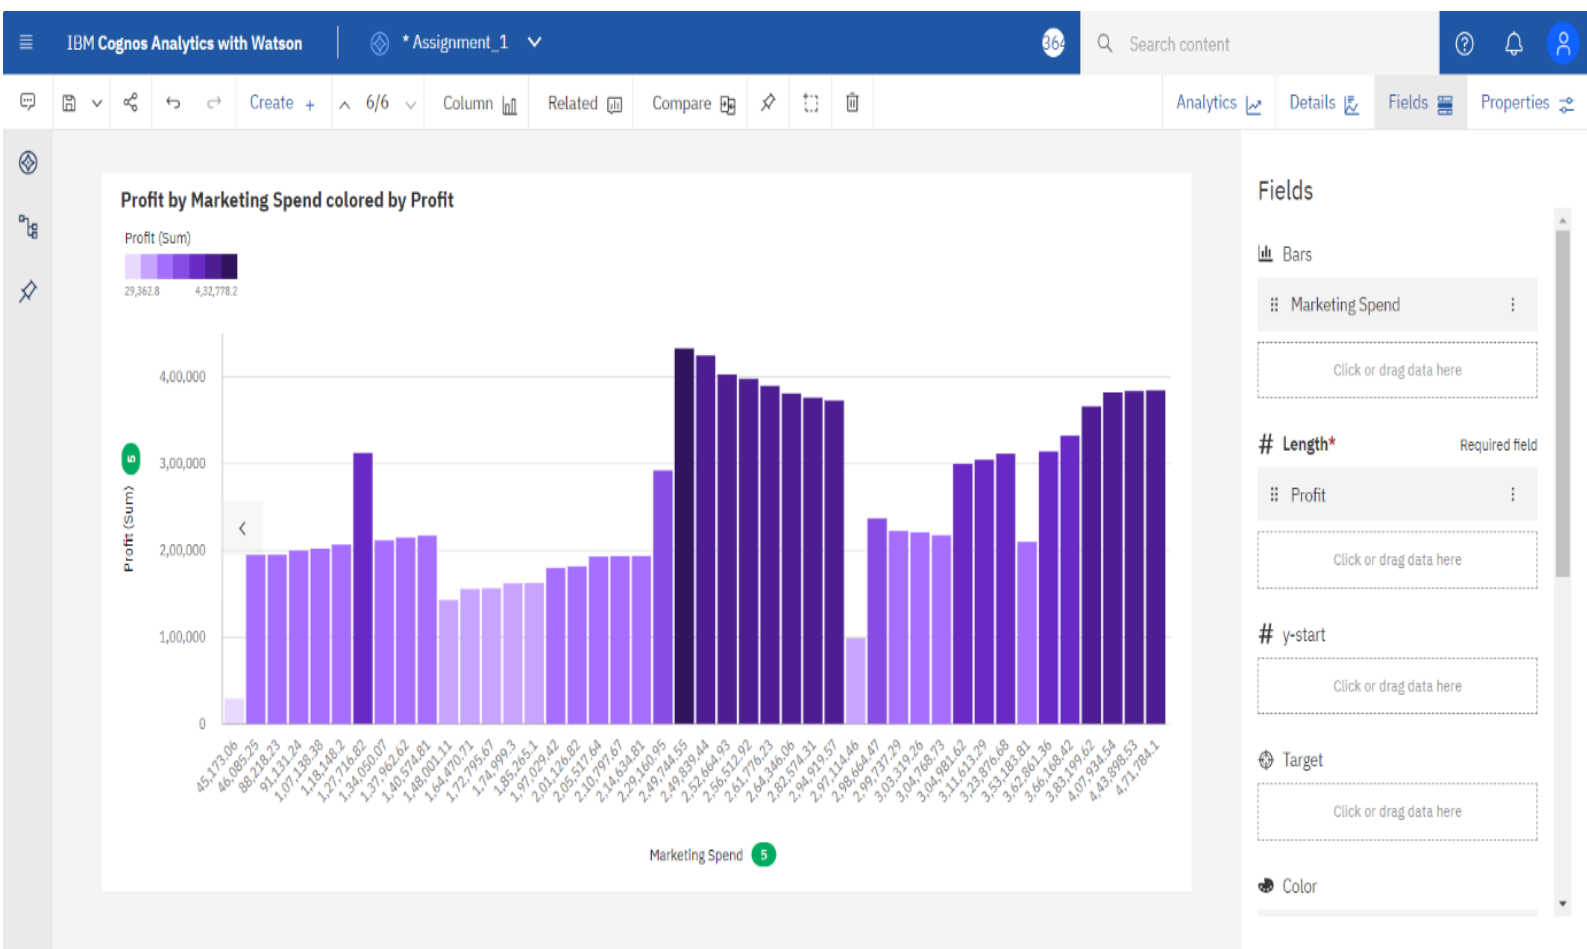 IBM Cognos Analytics with Watson
* Assignment_1
364
Search content
Create +
6/6
Column
Related
Compare
Analytics
Details
Fields
Properties
Profit by Marketing Spend colored by Profit
Profit (Sum)
29,362.8
4,32,778.2
4,00,000
3,00,000
2,00,000
1,00,000
0
Profit (Sum) 5
45,173.06
46,085.25
88,218.23
91,131.24
1,07,138.38
1,18,148.2
1,27,716.82
1,34,050.07
1,37,962.62
1,40,574.81
1,48,001.11
1,64,470.71
1,72,795.67
1,74,999.3
1,85,265.1
1,97,029.42
2,01,126.82
2,05,517.64
2,10,797.67
2,14,634.81
2,29,160.95
2,49,744.55
2,49,839.44
2,52,664.93
2,56,512.92
2,61,776.23
2,64,346.06
2,82,574.31
2,94,919.57
2,97,114.46
2,98,664.47
2,99,737.29
3,03,319.26
3,04,768.73
3,04,981.62
3,11,613.29
3,23,876.68
3,53,183.81
3,62,861.36
3,66,168.42
3,83,199.62
4,07,934.54
4,43,898.53
4,71,784.1
Marketing Spend 5
Fields
Bars
Marketing Spend
Click or drag data here
# Length*
Required field
Profit
Click or drag data here
# y-start
Click or drag data here
Target
Click or drag data here
Color